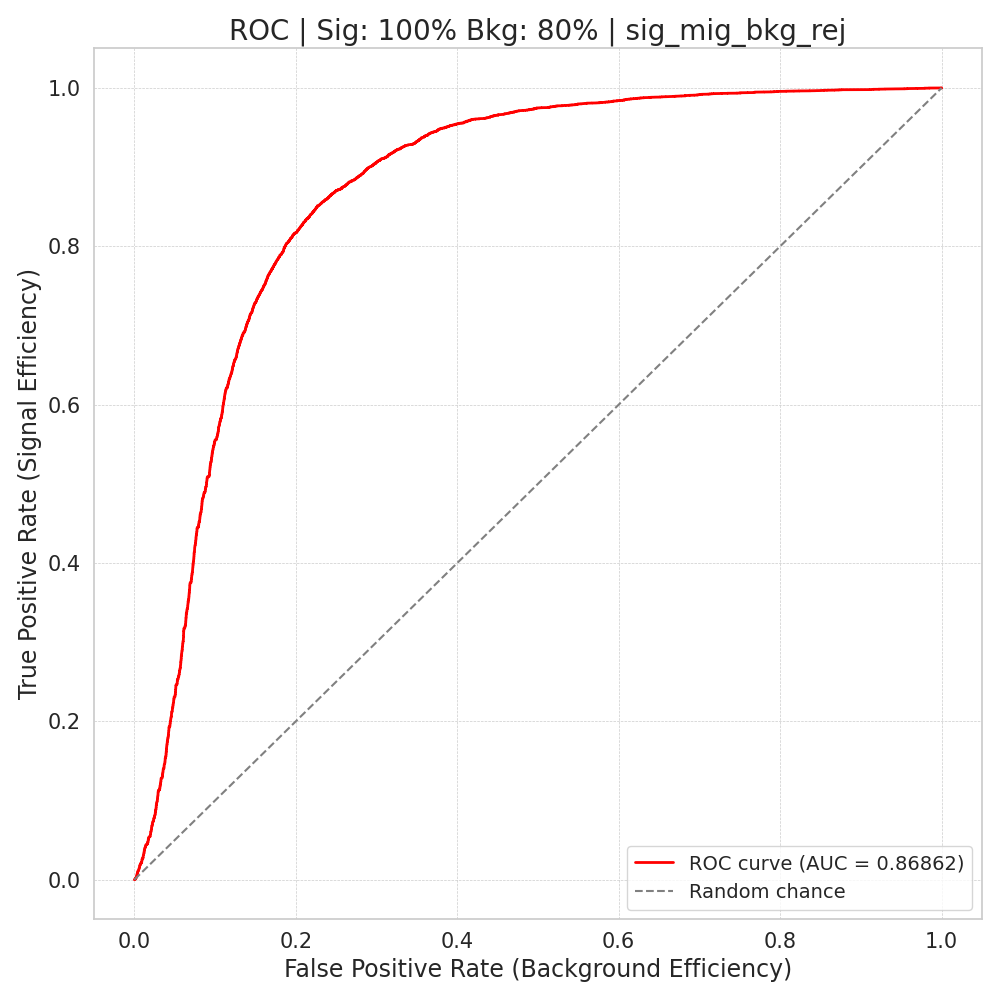 ROC | Sig: 100% Bkg: 80% | sig_mig_bkg_rej
True Positive Rate (Signal Efficiency)
1.0
0.8
0.6
0.4
0.2
0.0
ROC curve (AUC = 0.86862)
Random chance
0.0 0.2 0.4 0.6 0.8 1.0
False Positive Rate (Background Efficiency)